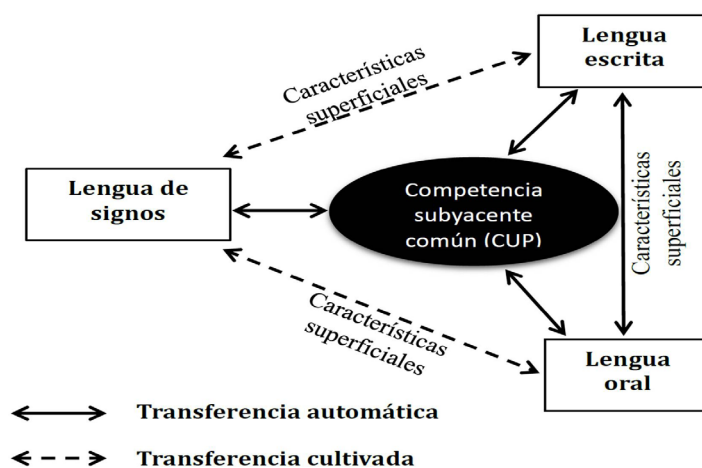 Lengua
escrita
Características
superficiales
Lengua de
signos
Competencia
subyacente
común (CUP)
Características
superficiales
Características
superficiales
Lengua
oral
Transferencia automática
Transferencia cultivada